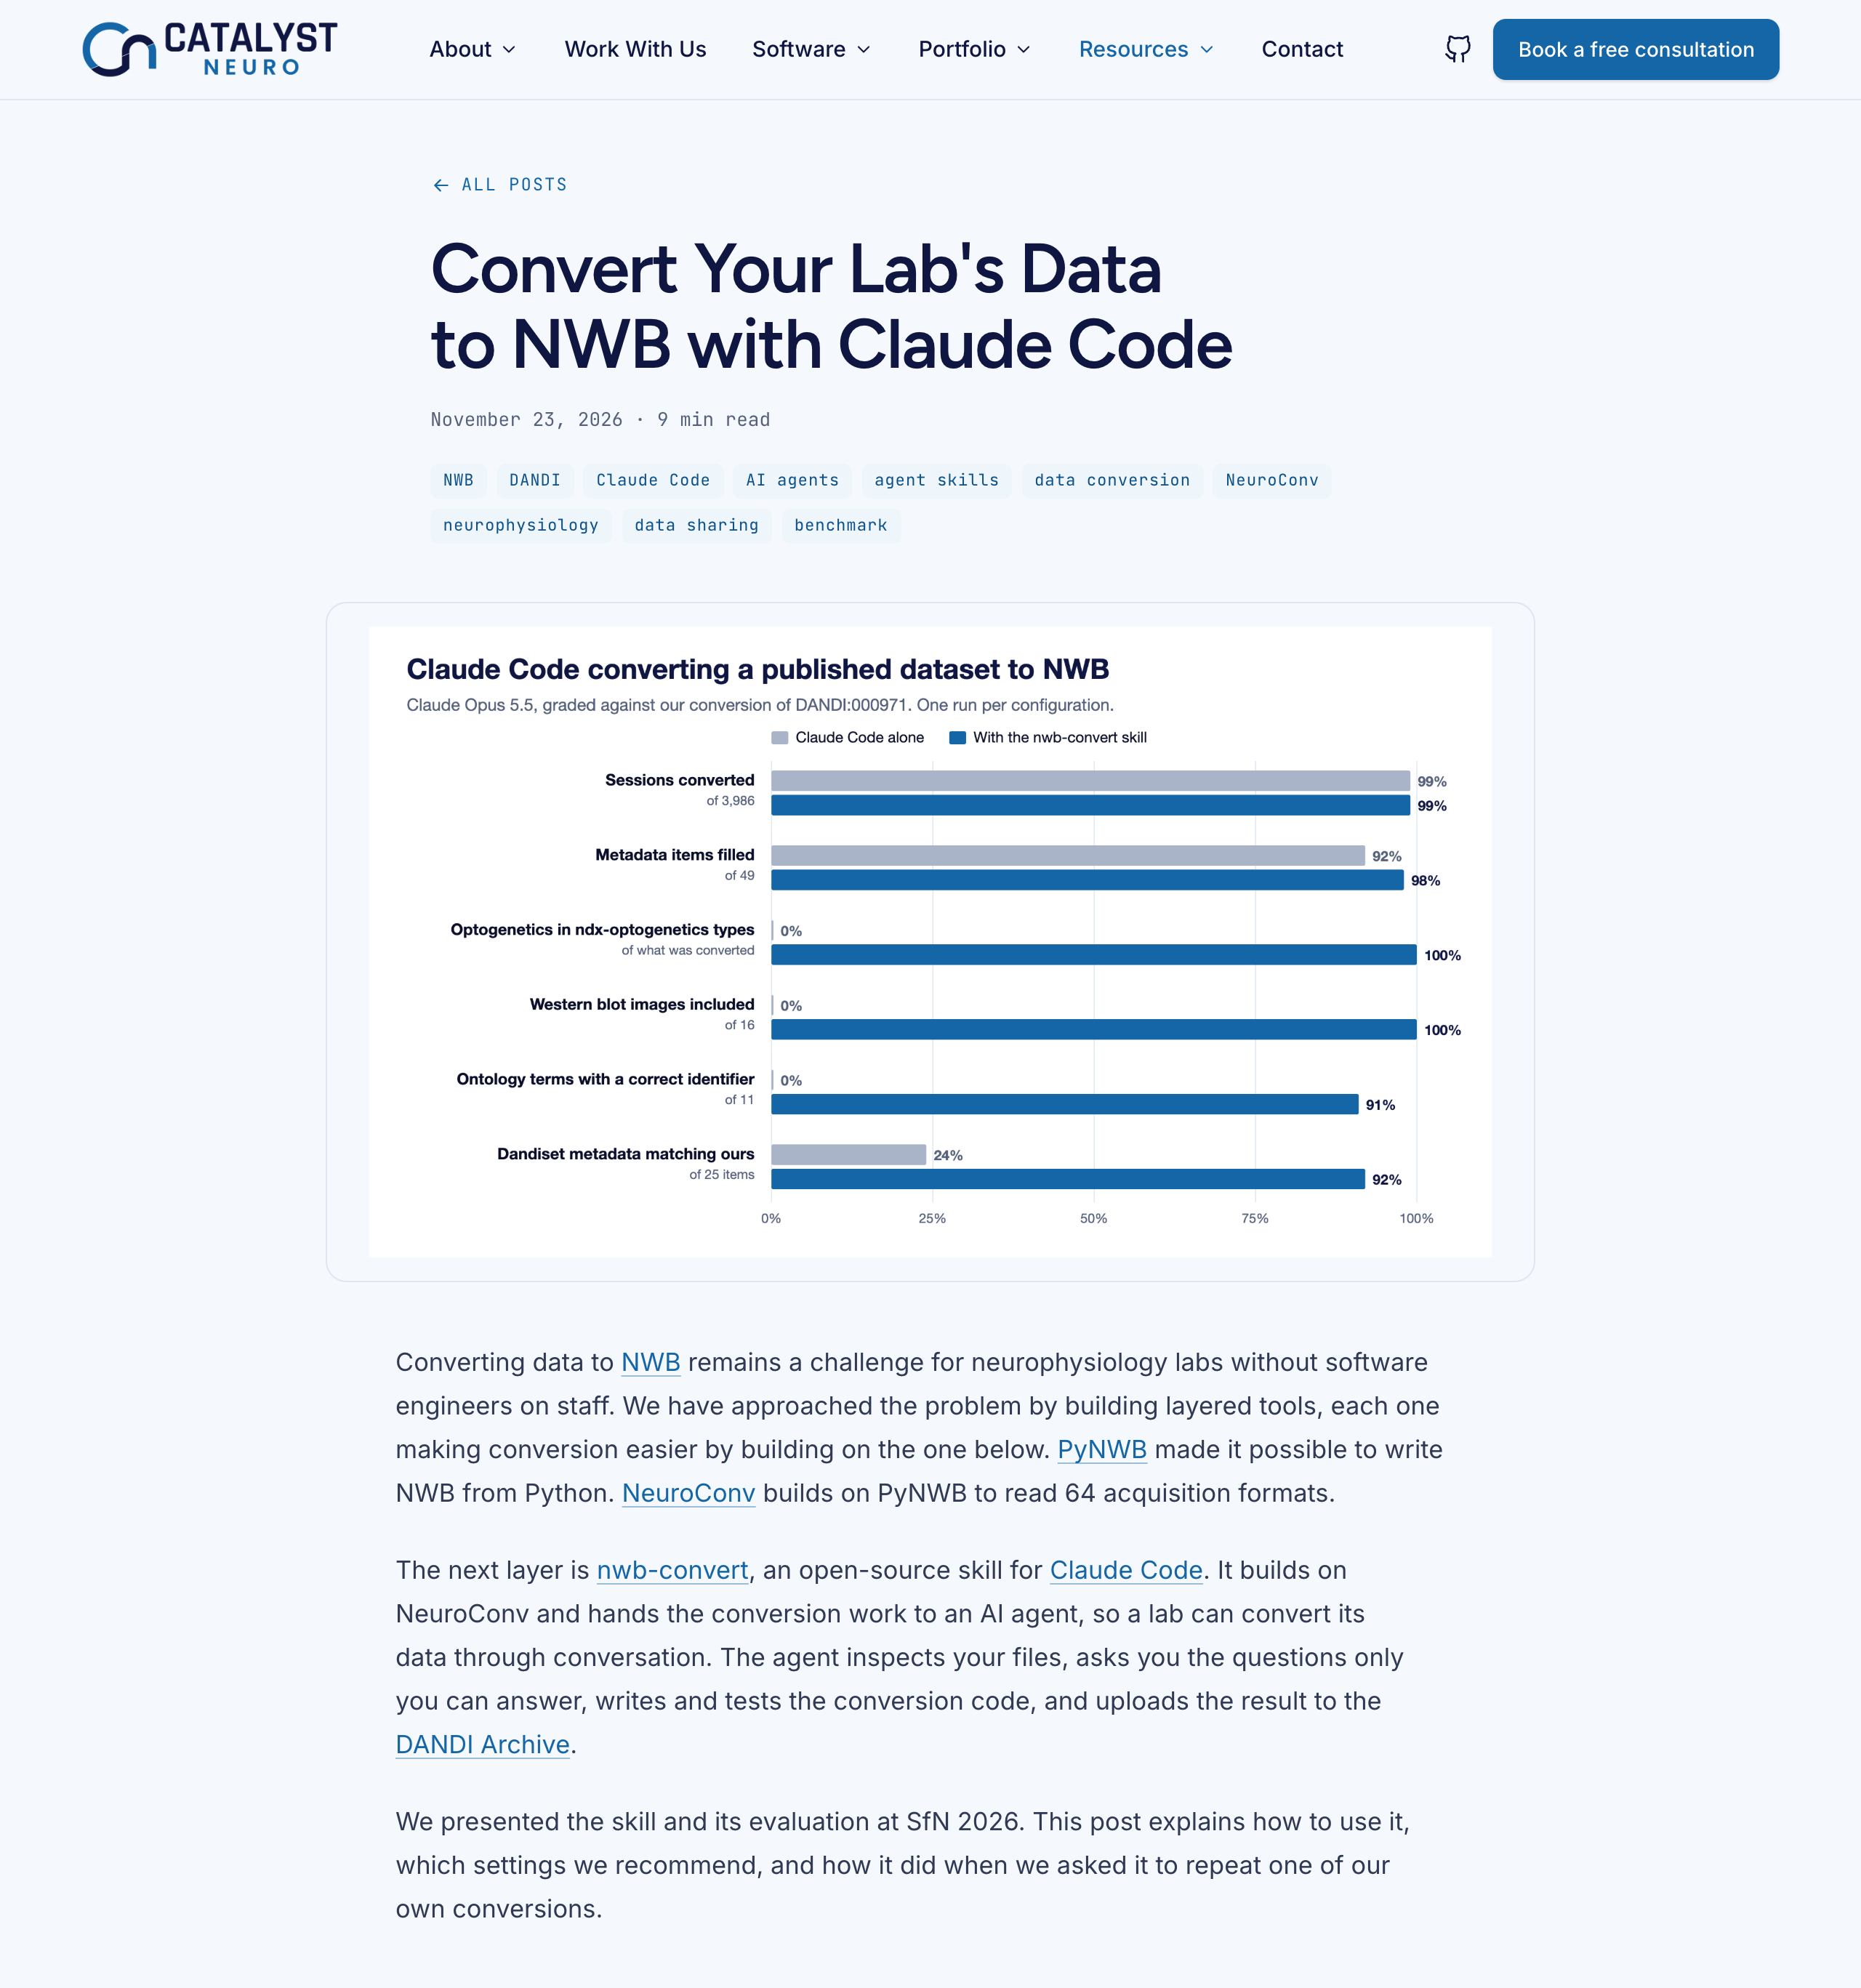 CATALYST
NEURO
About
Work With Us
Software
Portfolio
Resources
Contact
Book a free consultation
← ALL POSTS
Convert Your Lab's Data
to NWB with Claude Code
November 23, 2026 · 9 min read
NWB
DANDI
Claude Code
AI agents
agent skills
data conversion
NeuroConv
neurophysiology
data sharing
benchmark
Claude Code converting a published dataset to NWB
Claude Opus 5.5, graded against our conversion of DANDI:000971. One run per configuration.
Claude Code alone
With the nwb-convert skill
Sessions converted
of 3,986
99%
99%
Metadata items filled
of 49
92%
98%
Optogenetics in ndx-optogenetics types
of what was converted
0%
100%
Western blot images included
of 16
0%
100%
Ontology terms with a correct identifier
of 11
0%
91%
Dandiset metadata matching ours
of 25 items
24%
92%
0%
25%
50%
75%
100%
Converting data to NWB remains a challenge for neurophysiology labs without software
engineers on staff. We have approached the problem by building layered tools, each one
making conversion easier by building on the one below. PyNWB made it possible to write
NWB from Python. NeuroConv builds on PyNWB to read 64 acquisition formats.
The next layer is nwb-convert, an open-source skill for Claude Code. It builds on
NeuroConv and hands the conversion work to an AI agent, so a lab can convert its
data through conversation. The agent inspects your files, asks you the questions only
you can answer, writes and tests the conversion code, and uploads the result to the
DANDI Archive.
We presented the skill and its evaluation at SfN 2026. This post explains how to use it,
which settings we recommend, and how it did when we asked it to repeat one of our
own conversions.